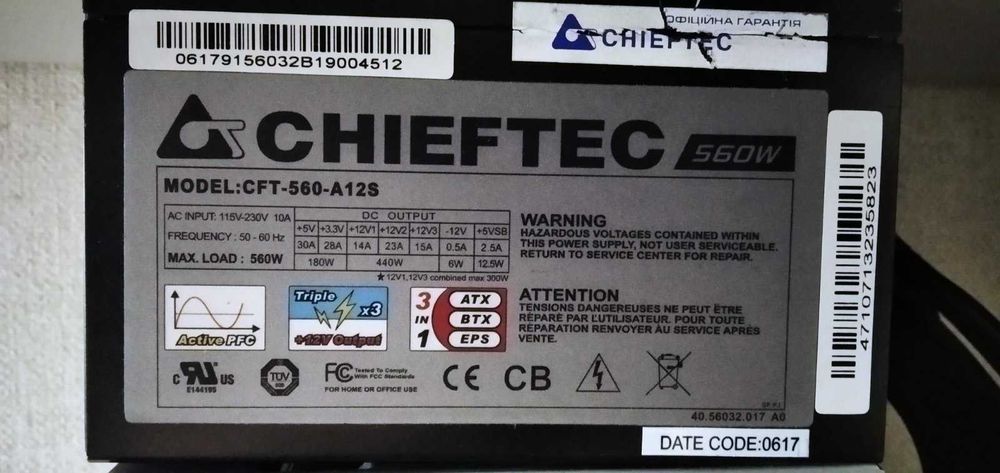 06179156032B19004512
ОФІЦІЙНА ГАРАНТІЯ
CHIEFTEC
CHIEFTEC 560W
MODEL:CFT-560-A12S
AC INPUT: 115V-230V 10A
FREQUENCY : 50 - 60 Hz
MAX. LOAD : 560W
DC OUTPUT
+5V +3.3V +12V1 +12V2 +12V3 -12V +5VSB
30A 28A 14A 23A 15A 0.5A 2.5A
180W 440W 6W 12.5W
★12V1,12V3 combined max 300W
WARNING
HAZARDOUS VOLTAGES CONTAINED WITHIN
THIS POWER SUPPLY, NOT USER SERVICEABLE.
RETURN TO SERVICE CENTER FOR REPAIR.
ATTENTION
TENSIONS DANGEREUSES NE PEUT ÊTRE
RÉPARÉ PAR L'UTILISATEUR. POUR TOUTE
RÉPARATION RENVOYER AU SERVICE APRÈS
VENTE.
Active PFC
Triple
x3
+12V Output
3 IN 1
ATX
BTX
EPS
c UL US
E144195
TÜV
FC Tested To Comply
With FCC Standards
FOR HOME OR OFFICE USE
CE CB
40.56032.017 A0
DATE CODE:0617
4710713235823